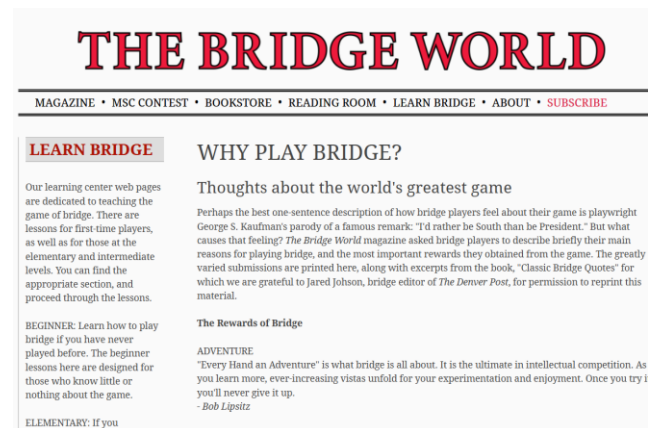 THE BRIDGE WORLD
MAGAZINE • MSC CONTEST • BOOKSTORE • READING ROOM • LEARN BRIDGE • ABOUT • SUBSCRIBE
LEARN BRIDGE
Our learning center web pages
are dedicated to teaching the
game of bridge. There are
lessons for first-time players,
as well as for those at the
elementary and intermediate
levels. You can find the
appropriate section, and
proceed through the lessons.
BEGINNER: Learn how to play
bridge if you have never
played before. The beginner
lessons here are designed for
those who know little or
nothing about the game.
ELEMENTARY: If you
WHY PLAY BRIDGE?
Thoughts about the world's greatest game
Perhaps the best one-sentence description of how bridge players feel about their game is playwright
George S. Kaufman's parody of a famous remark: "I'd rather be South than be President." But what
causes that feeling? The Bridge World magazine asked bridge players to describe briefly their main
reasons for playing bridge, and the most important rewards they obtained from the game. The greatly
varied submissions are printed here, along with excerpts from the book, "Classic Bridge Quotes" for
which we are grateful to Jared Johson, bridge editor of The Denver Post, for permission to reprint this
material.
The Rewards of Bridge
ADVENTURE
"Every Hand an Adventure" is what bridge is all about. It is the ultimate in intellectual competition. As
you learn more, ever-increasing vistas unfold for your experimentation and enjoyment. Once you try
you'll never give it up.
- Bob Lipsitz